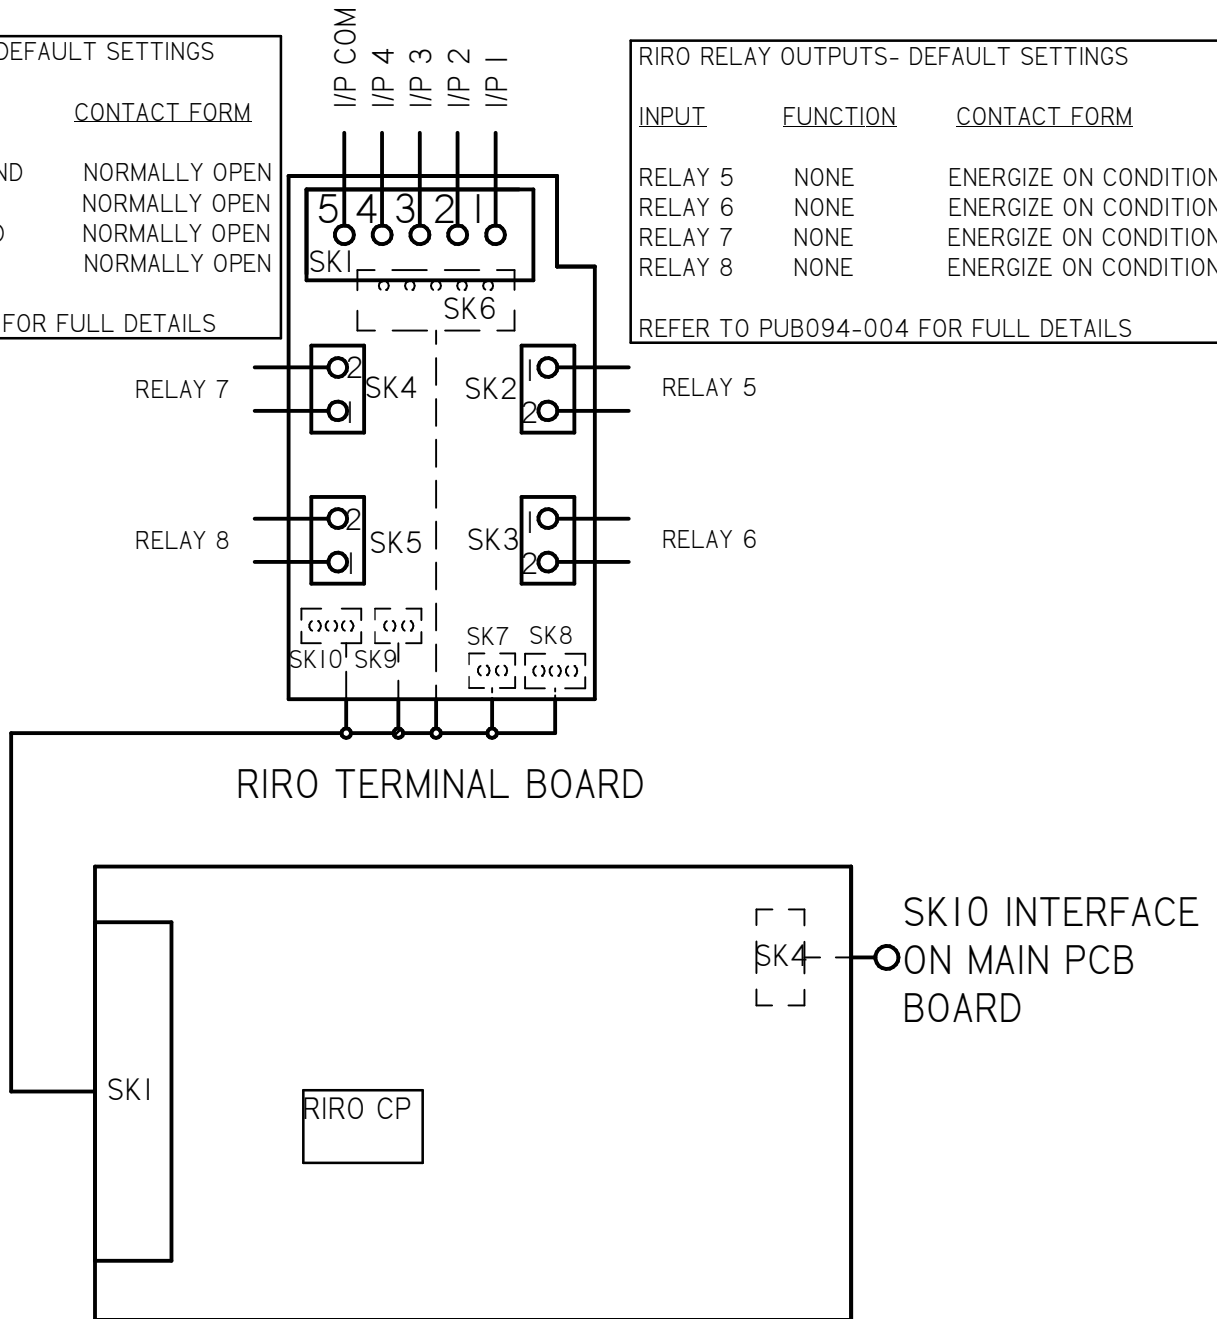 DEFAULT SETTINGS
CONTACT FORM
ND NORMALLY OPEN
NORMALLY OPEN
D NORMALLY OPEN
NORMALLY OPEN
FOR FULL DETAILS
I/P COM
I/P 4
I/P 3
I/P 2
I/P 1
RIRO RELAY OUTPUTS- DEFAULT SETTINGS
INPUT FUNCTION CONTACT FORM
RELAY 5 NONE ENERGIZE ON CONDITION
RELAY 6 NONE ENERGIZE ON CONDITION
RELAY 7 NONE ENERGIZE ON CONDITION
RELAY 8 NONE ENERGIZE ON CONDITION
REFER TO PUB094-004 FOR FULL DETAILS
5 4 3 2 1
SK1
SK6
RELAY 7
2
1
SK4
SK2
1
2
RELAY 5
RELAY 8
2
1
SK5
SK3
1
2
RELAY 6
SK10 SK9
SK7 SK8
RIRO TERMINAL BOARD
SK4
SK10 INTERFACE
ON MAIN PCB
BOARD
SK1
RIRO CP